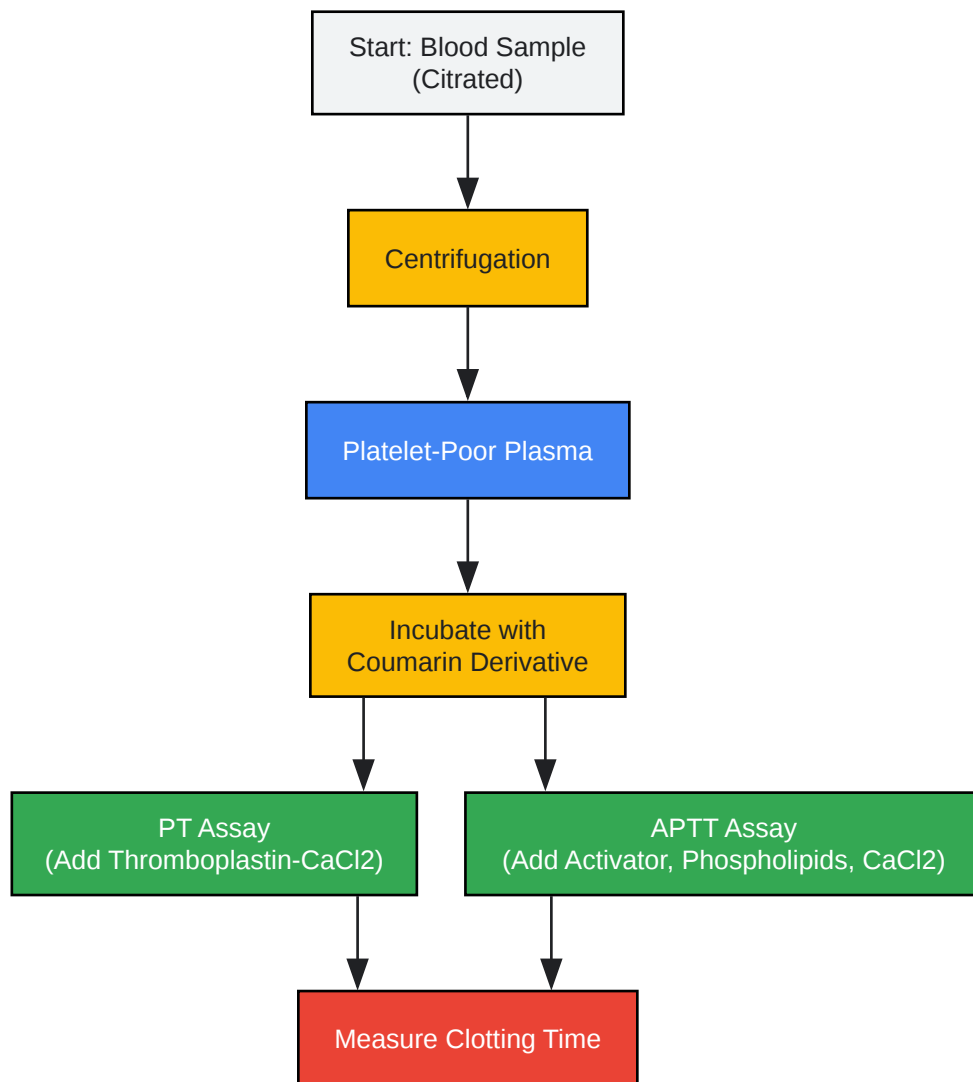 Start: Blood Sample
(Citrated)
Centrifugation
Platelet-Poor Plasma
Incubate with
Coumarin Derivative
PT Assay
(Add Thromboplastin-CaCl2)
APTT Assay
(Add Activator, Phospholipids, CaCl2)
Measure Clotting Time